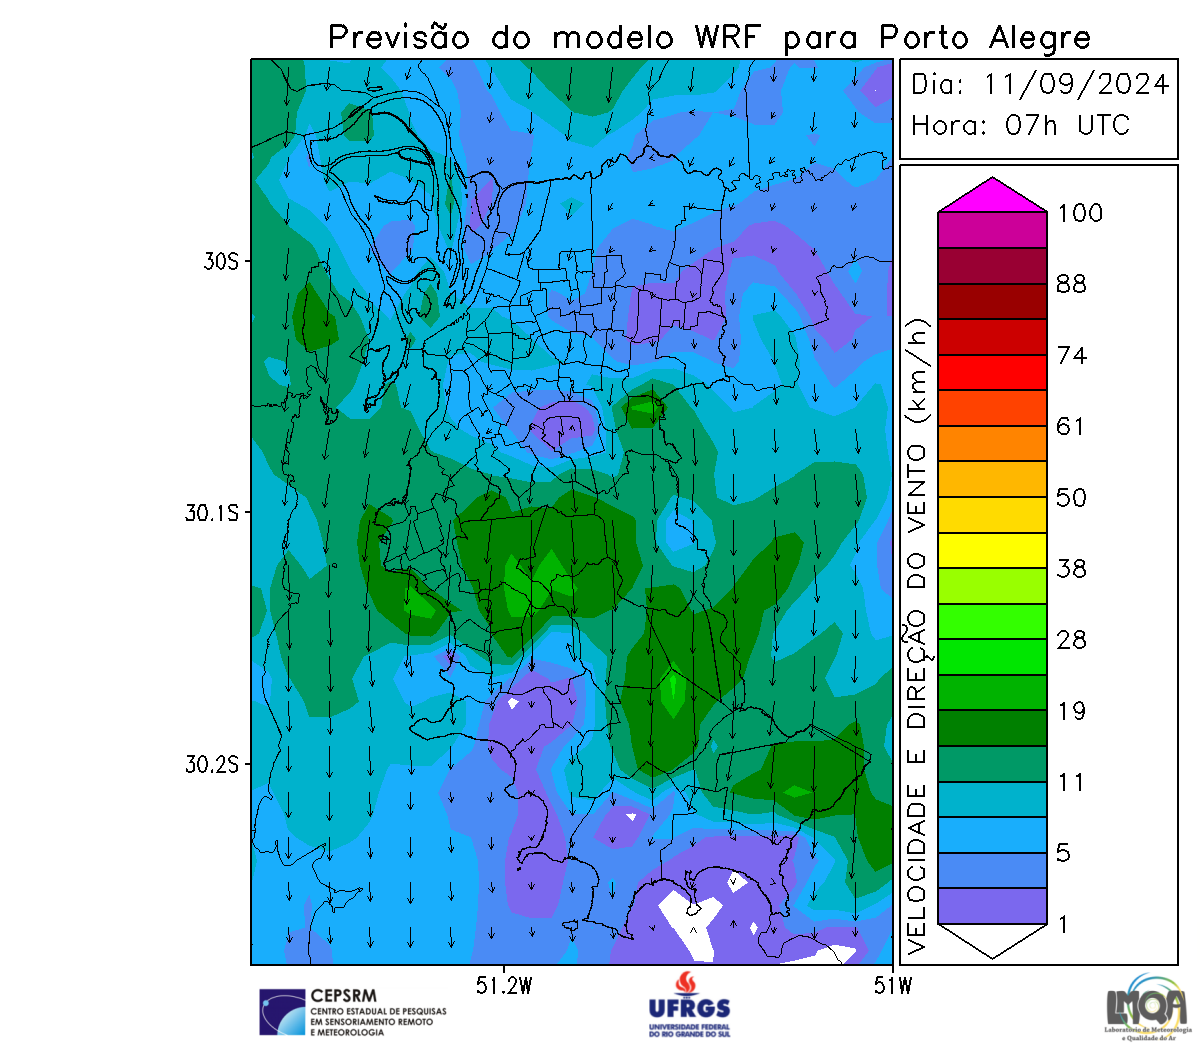 Previsão do modelo WRF para Porto Alegre
Dia: 11/09/2024
Hora: 07h UTC
30S
30.1S
30.2S
51.2W
51W
VELOCIDADE E DIREÇÃO DO VENTO (km/h)
100
88
74
61
50
38
28
19
11
5
1
CEPSRM
CENTRO ESTADUAL DE PESQUISAS
EM SENSORIAMENTO REMOTO
E METEOROLOGIA
UFRGS
UNIVERSIDADE FEDERAL
DO RIO GRANDE DO SUL
LMQA
Laboratório de Meteorologia
e Qualidade do Ar